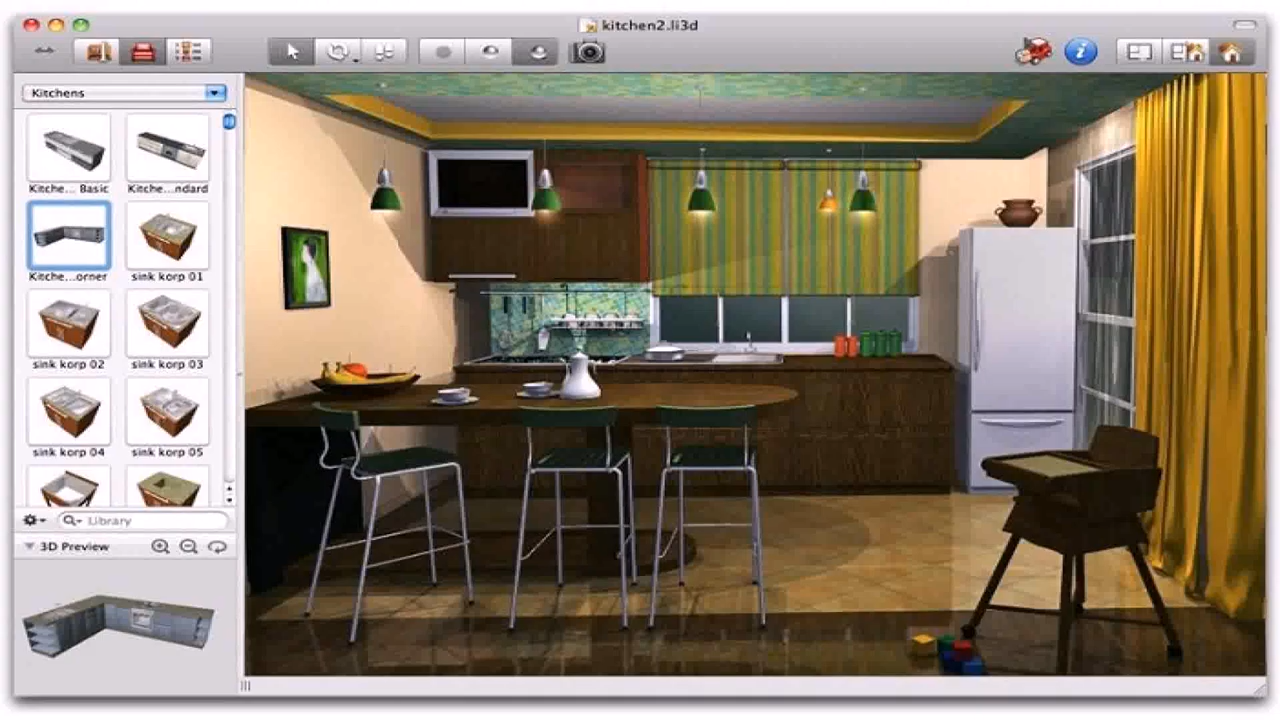 kitchen2.li3d
Kitchens
Kitche... Basic
Kitche...ndard
Kitche...orner
sink korp 01
sink korp 02
sink korp 03
sink korp 04
sink korp 05
Library
3D Preview